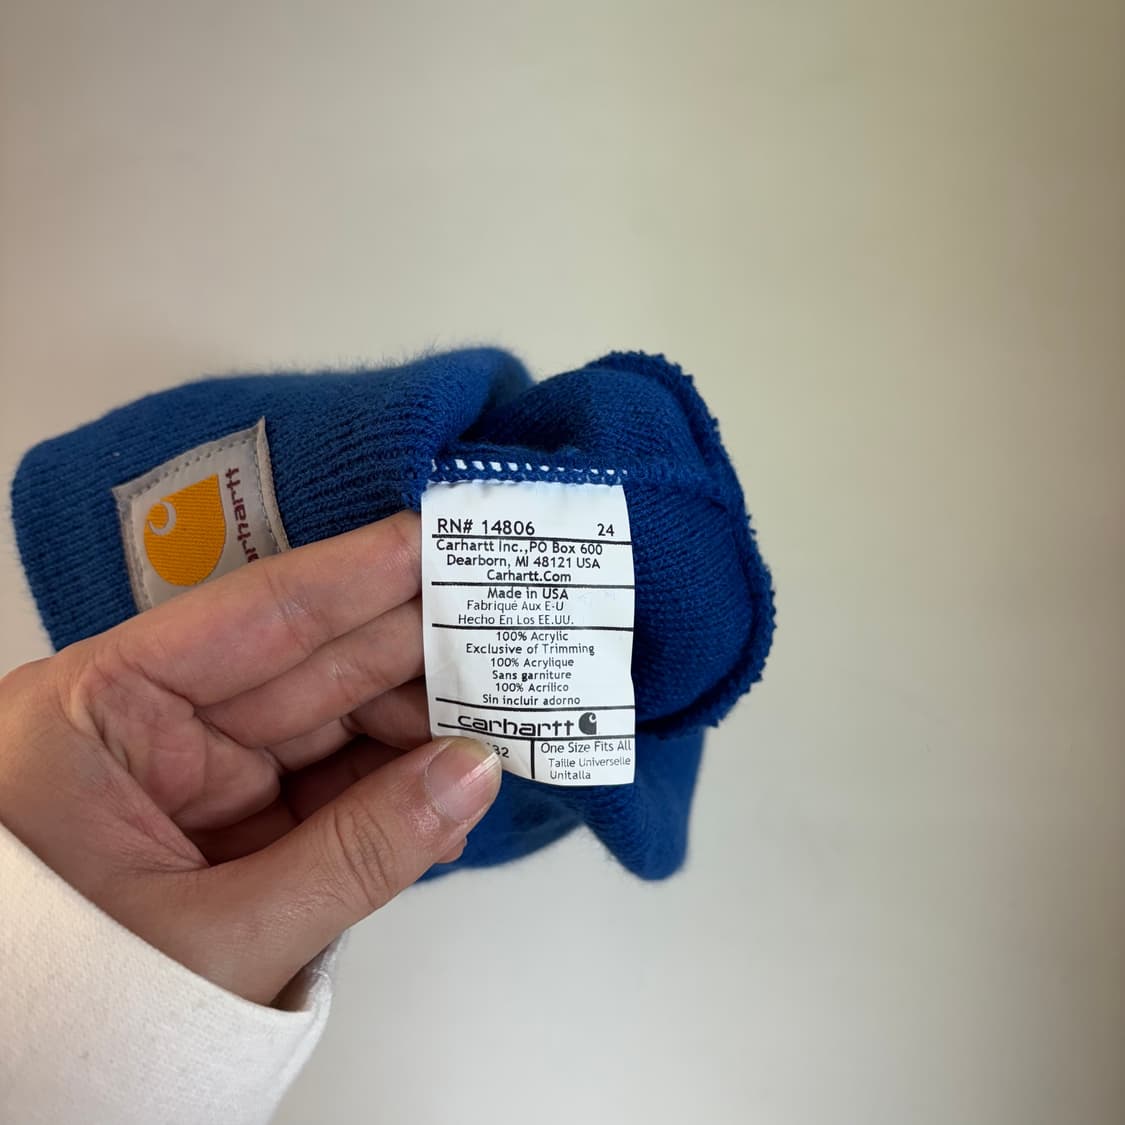 carhartt
RN# 14806 24
Carhartt Inc.,PO Box 600
Dearborn, MI 48121 USA
Carhartt.Com
Made in USA
Fabriqué Aux E-U
Hecho En Los EE.UU.
100% Acrylic
Exclusive of Trimming
100% Acrylique
Sans garniture
100% Acrílico
Sin incluir adorno
carhartt
One Size Fits All
Taille Universelle
Unitalla